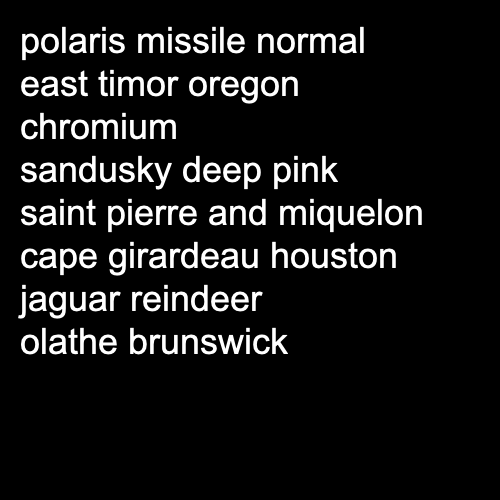 polaris missile normal
east timor oregon
chromium
sandusky deep pink
saint pierre and miquelon
cape girardeau houston
jaguar reindeer
olathe brunswick